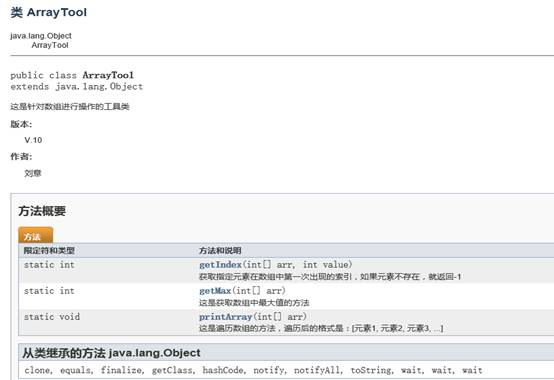 类 ArrayTool
java.lang.Object
ArrayTool
public class ArrayTool
extends java.lang.Object
这是针对数组进行操作的工具类
版本:
V.10
作者:
刘意
方法概要
方法
限定符和类型 方法和说明
static int getIndex(int[] arr, int value)
获取指定元素在数组中第一次出现的索引，如果元素不存在，就返回-1
static int getMax(int[] arr)
这是获取数组中最大值的方法
static void printArray(int[] arr)
这是遍历数组的方法，遍历后的格式是：[元素1, 元素2, 元素3, ...]
从类继承的方法 java.lang.Object
clone, equals, finalize, getClass, hashCode, notify, notifyAll, toString, wait, wait, wait